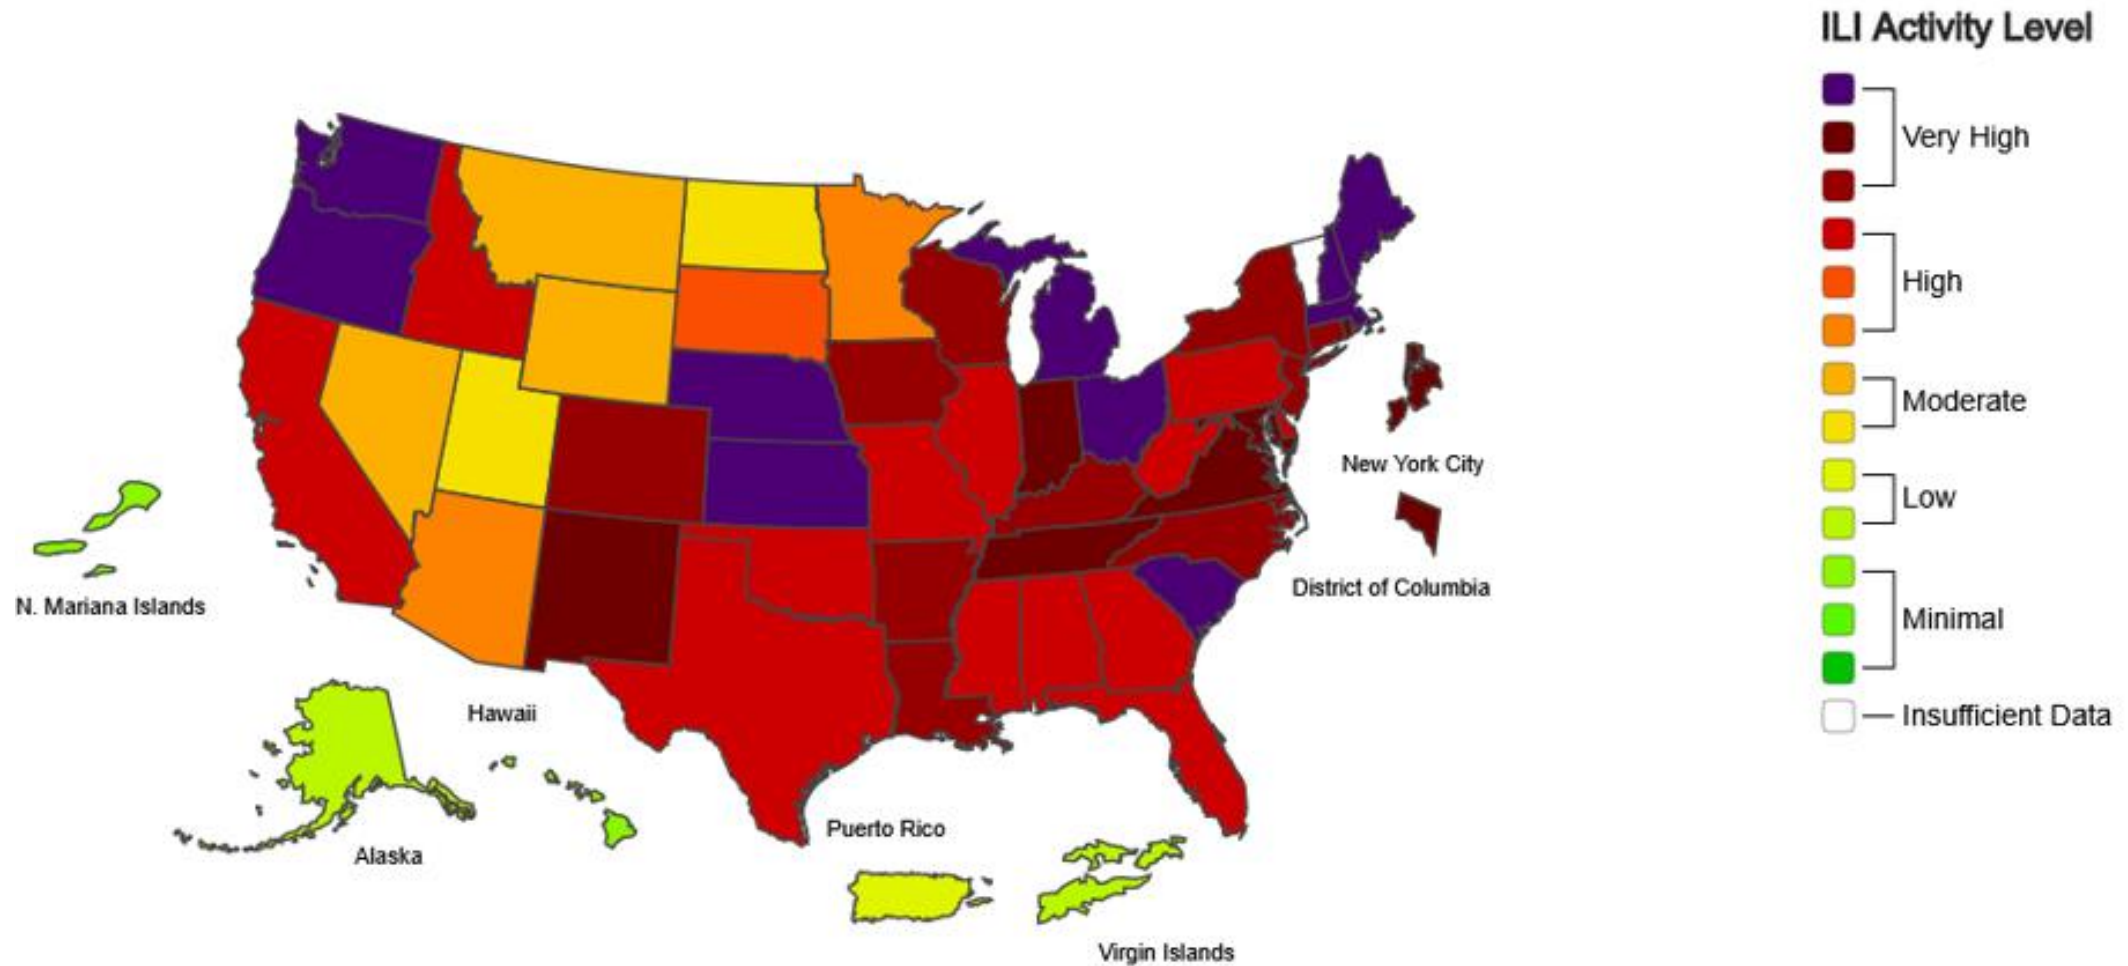 ILI Activity Level
Very High
High
Moderate
Low
Minimal
Insufficient Data
New York City
District of Columbia
N. Mariana Islands
Hawaii
Alaska
Puerto Rico
Virgin Islands